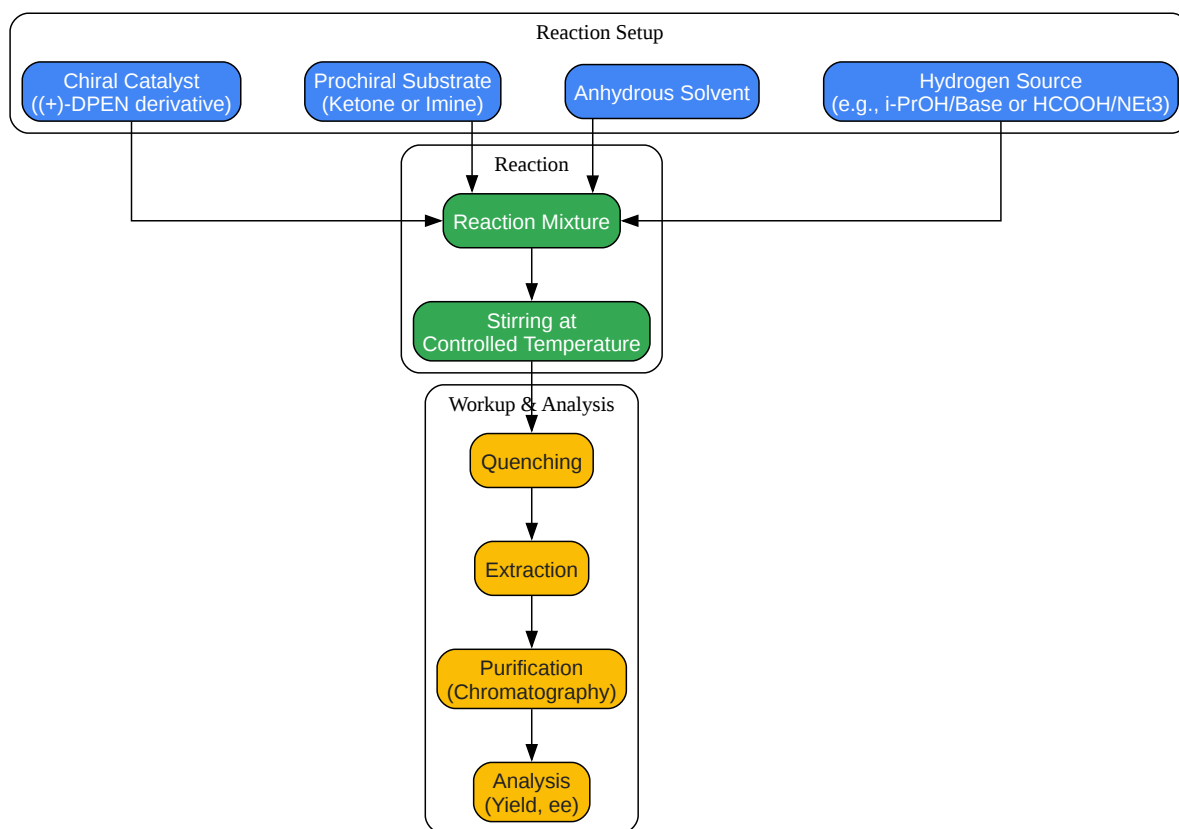 Reaction Setup
Chiral Catalyst
((+)-DPEN derivative)
Prochiral Substrate
(Ketone or Imine)
Anhydrous Solvent
Hydrogen Source
(e.g., i-PrOH/Base or HCOOH/NEt3)
Reaction
Reaction Mixture
Stirring at
Controlled Temperature
Workup & Analysis
Quenching
Extraction
Purification
(Chromatography)
Analysis
(Yield, ee)